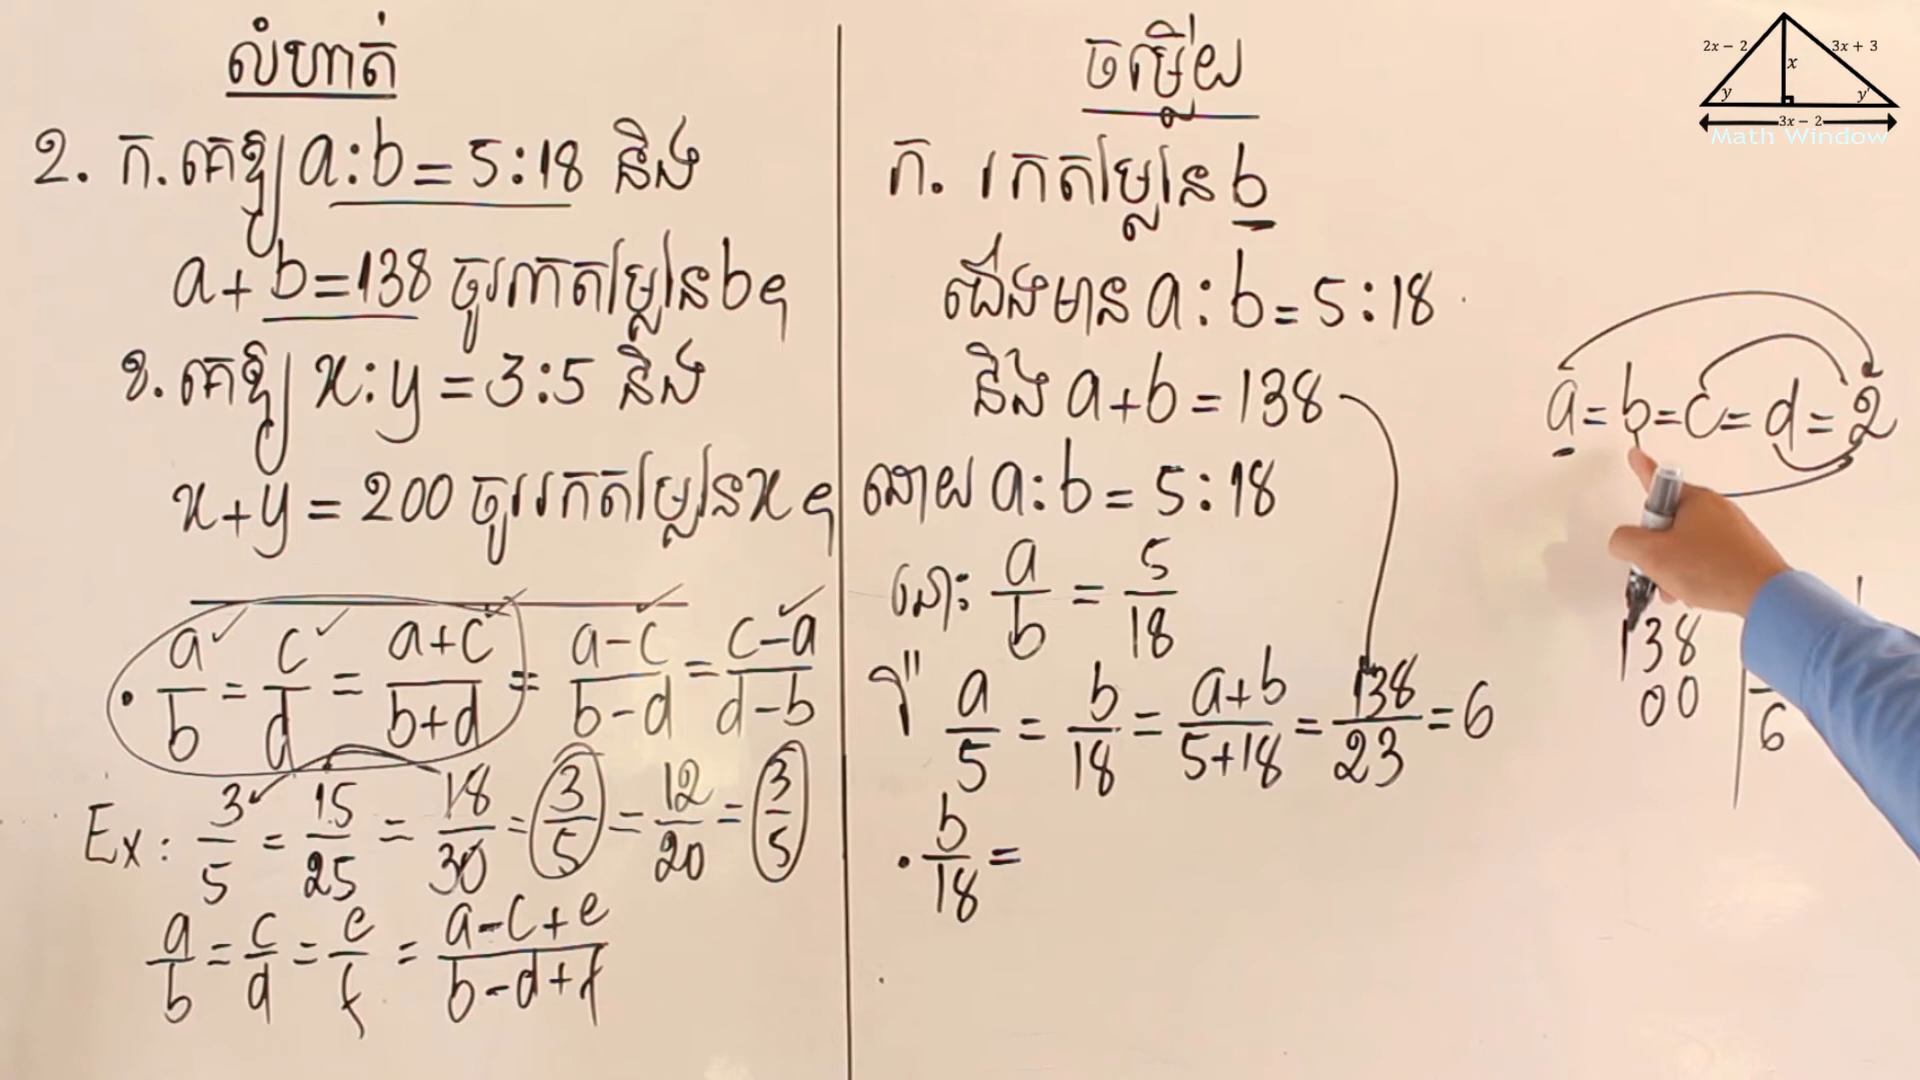 លំហាត់
2. ក. គេឱ្យ a:b = 5:18 និង
a+b=138 ចូររកតម្លៃនៃ b ។
ខ. គេឱ្យ x:y = 3:5 និង
x+y = 200 ចូររកតម្លៃនៃ x ។
• a/b = c/d = a+c/b+d = a-c/b-d = c-a/d-b
Ex: 3/5 = 15/25 = 18/30 = 3/5 = 12/20 = 3/5
a/b = c/d = e/f = a-c+e/b-d+f
ចម្លើយ
ក. រកតម្លៃនៃ b
យើងមាន a:b = 5:18
និង a+b = 138
ដោយ a:b = 5:18
នោះ: a/b = 5/18
ឬ a/5 = b/18 = a+b/5+18 = 138/23 = 6
• b/18 =
a = b = c = d = 2
138
00
6
2x − 2
3x + 3
x
y
y'
3x − 2
Math Window